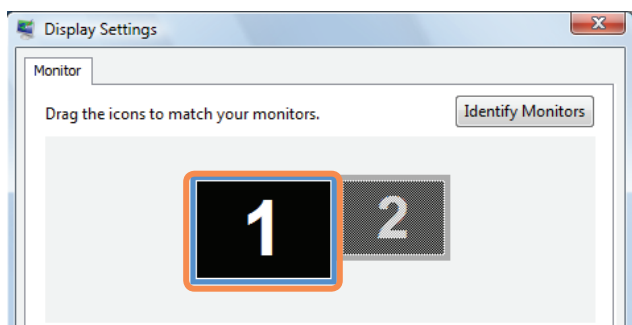 Display Settings
Monitor
Drag the icons to match your monitors.
Identify Monitors
1
2